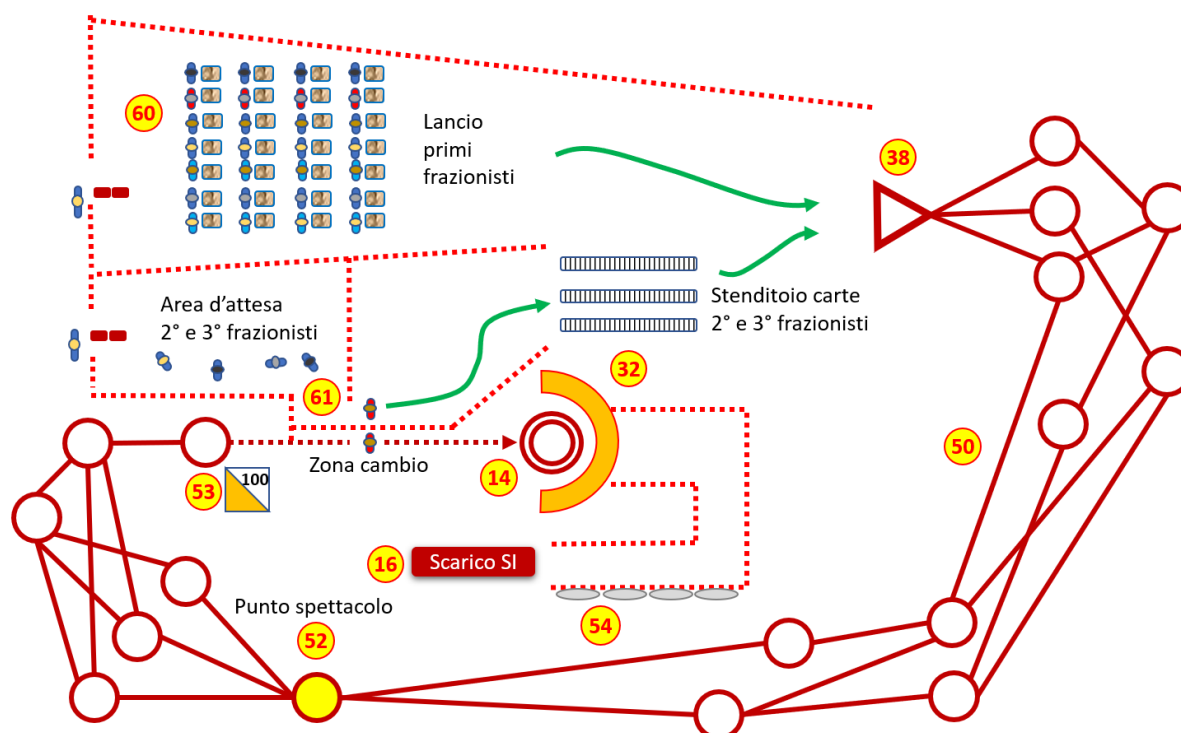 60
Lancio
primi
frazionisti
38
Area d'attesa
2° e 3° frazionisti
Stenditoio carte
2° e 3° frazionisti
61
32
Zona cambio
14
50
53
100
16
Scarico SI
Punto spettacolo
52
54